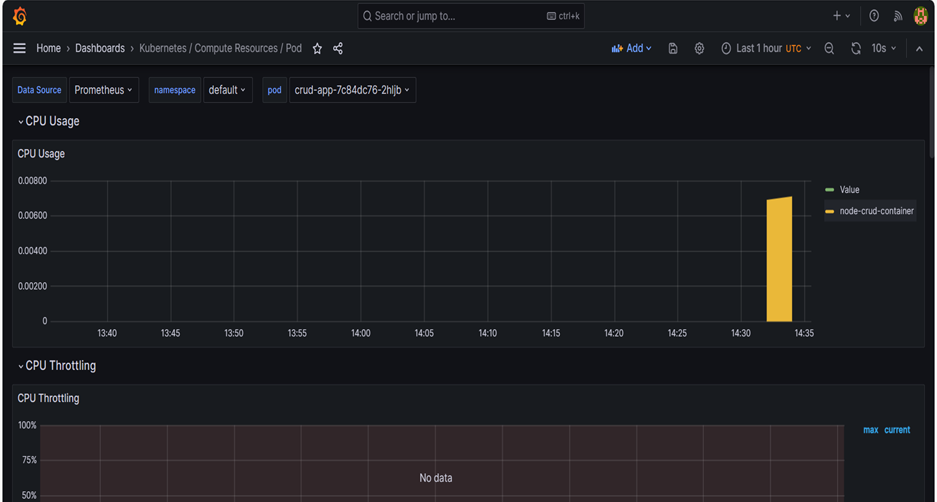 Search or jump to... ctrl+k
Home › Dashboards › Kubernetes / Compute Resources / Pod Add Last 1 hour UTC 10s
Data Source Prometheus namespace default pod crud-app-7c84dc76-2hljb
CPU Usage
CPU Usage
0.00800
0.00600
0.00400
0.00200
0
13:40 13:45 13:50 13:55 14:00 14:05 14:10 14:15 14:20 14:25 14:30 14:35
Value
node-crud-container
CPU Throttling
CPU Throttling
100%
75%
50%
No data
max current